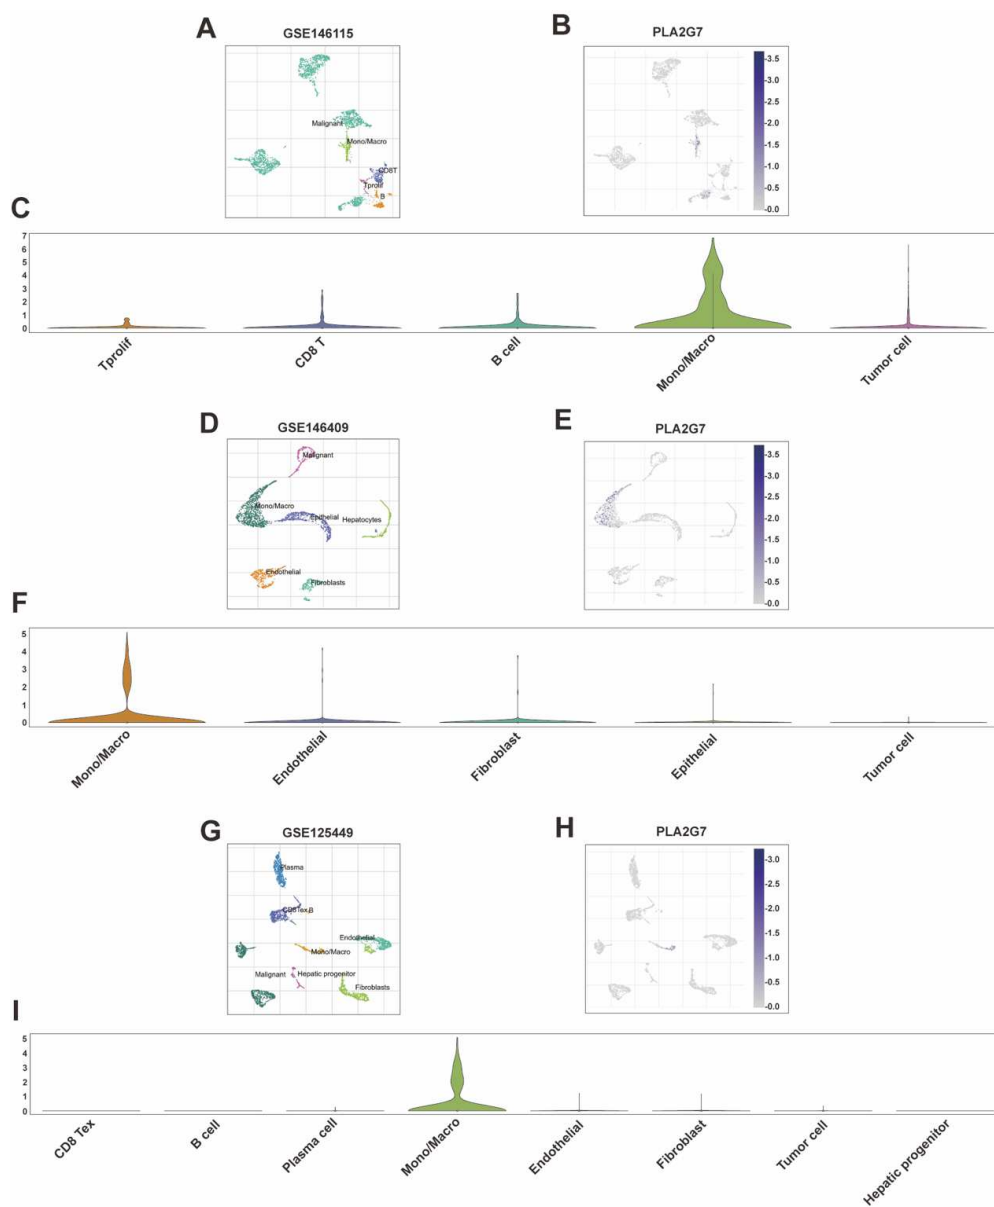 A
GSE146115
B
PLA2G7
Malignant
Mono/Macro
CD8T
Tprolif
B
-3.5
-3.0
-2.5
-2.0
-1.5
-1.0
-0.5
-0.0
C
7
6
5
4
3
2
1
0
Tprolif
CD8 T
B cell
Mono/Macro
Tumor cell
D
GSE146409
E
PLA2G7
Malignant
Mono/Macro
Epithelial
Hepatocytes
Endothelial
Fibroblasts
-3.5
-3.0
-2.5
-2.0
-1.5
-1.0
-0.5
-0.0
F
5
4
3
2
1
0
Mono/Macro
Endothelial
Fibroblast
Epithelial
Tumor cell
G
GSE125449
H
PLA2G7
Plasma
CD8Tex
B
Endothelial
Mono/Macro
Malignant
Hepatic progenitor
Fibroblasts
-3.0
-2.5
-2.0
-1.5
-1.0
-0.5
-0.0
I
5
4
3
2
1
0
CD8 Tex
B cell
Plasma cell
Mono/Macro
Endothelial
Fibroblast
Tumor cell
Hepatic progenitor